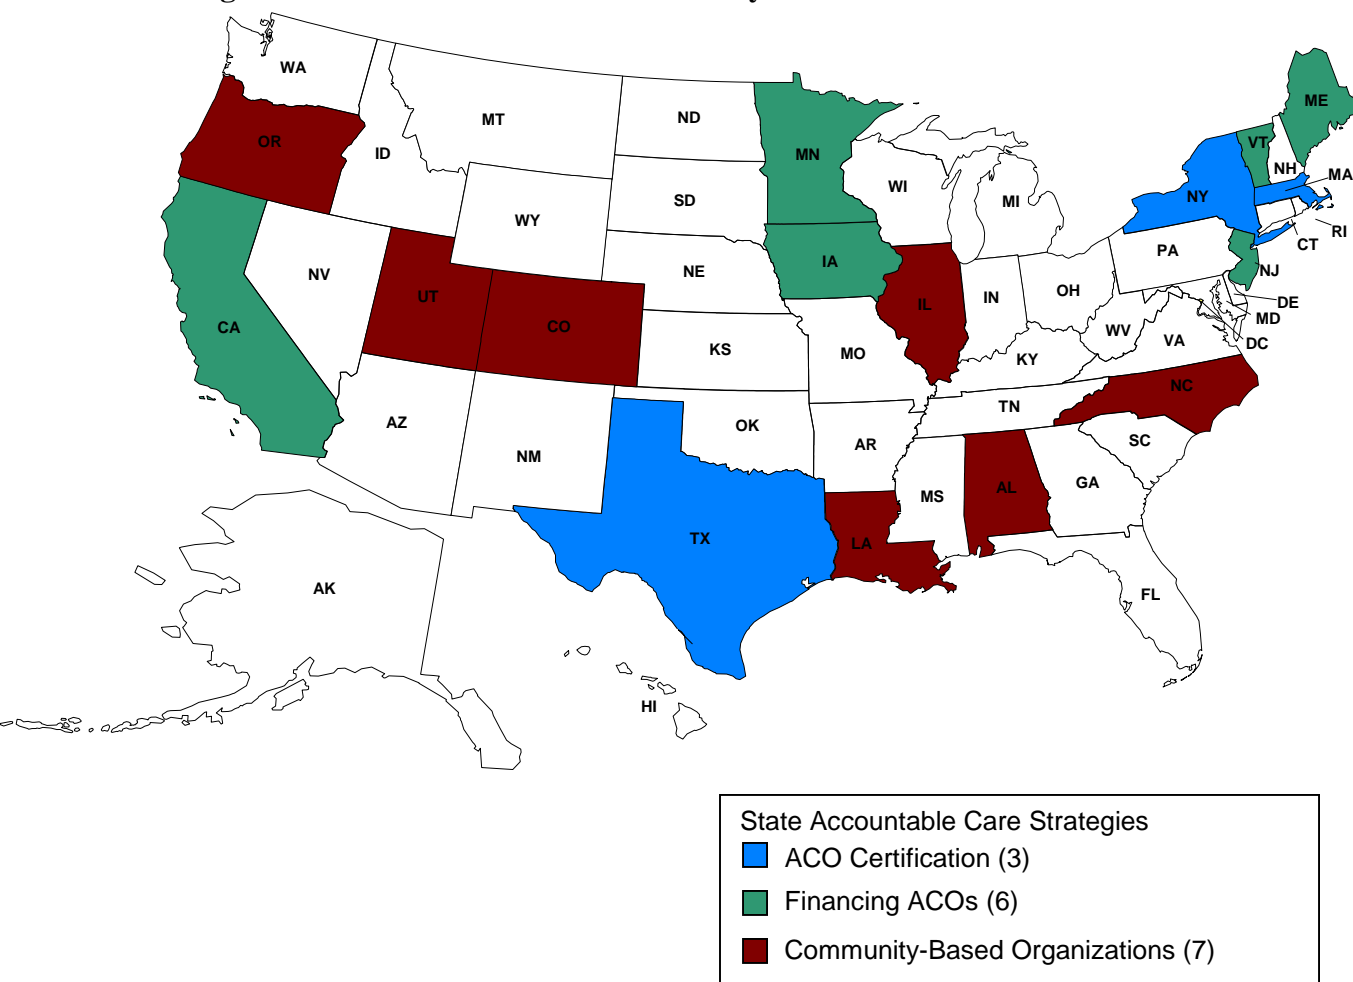 WA
MT
ND
ME
OR
ID
MN
VT
NH
MA
WI
NY
SD
MI
WY
RI
CT
PA
IA
NE
NV
NJ
UT
IN
OH
DE
IL
MD
CA
CO
WV
VA
DC
KS
MO
KY
NC
TN
AZ
OK
SC
AR
NM
GA
MS
AL
TX
LA
AK
FL
HI
State Accountable Care Strategies
ACO Certification (3)
Financing ACOs (6)
Community-Based Organizations (7)